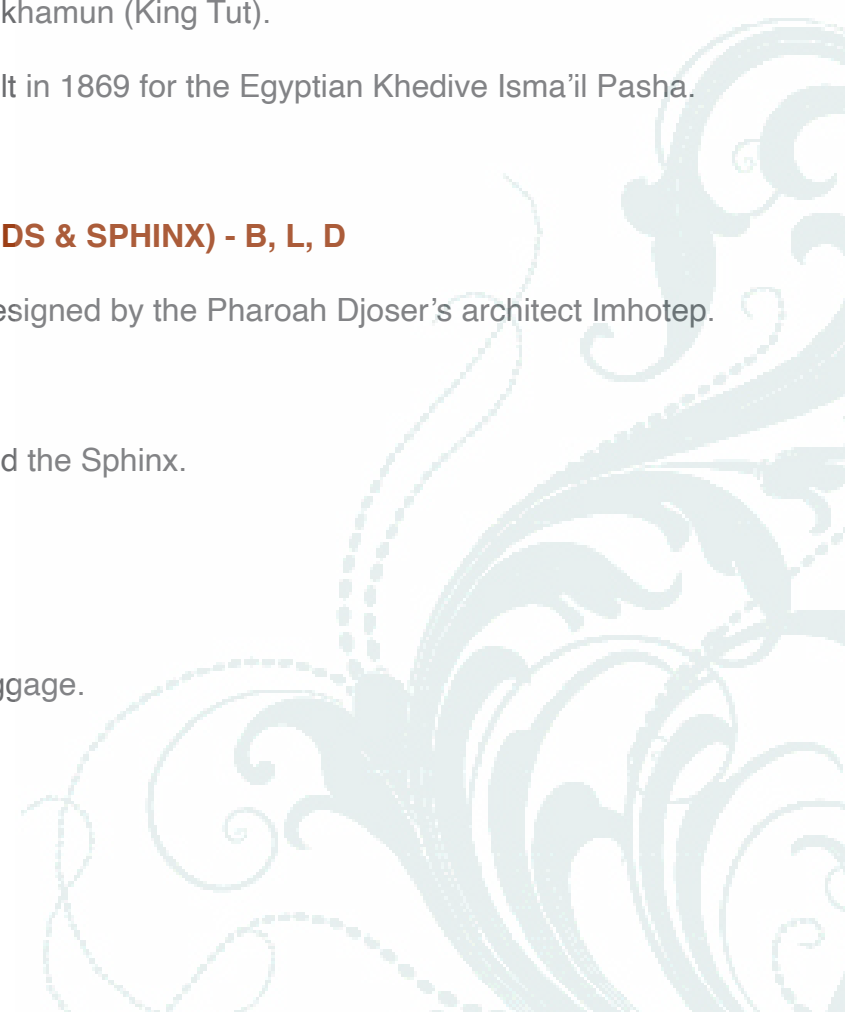 khamun (King Tut).
lt in 1869 for the Egyptian Khedive Isma’il Pasha.
DS & SPHINX) - B, L, D
esigned by the Pharoah Djoser’s architect Imhotep.
d the Sphinx.
ggage.